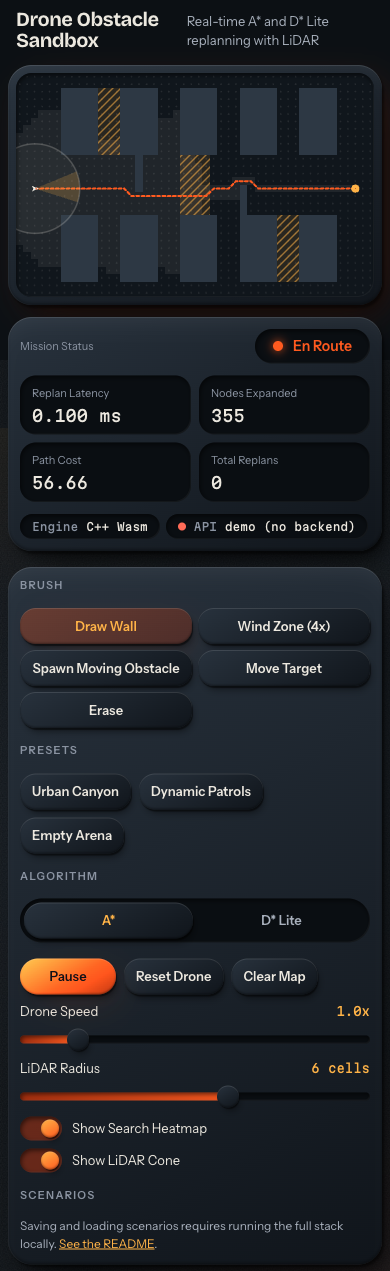 Drone Obstacle Sandbox
Real-time A* and D* Lite replanning with LiDAR
Mission Status
En Route
Replan Latency
0.100 ms
Nodes Expanded
355
Path Cost
56.66
Total Replans
0
Engine C++ Wasm
API demo (no backend)
BRUSH
Draw Wall
Wind Zone (4x)
Spawn Moving Obstacle
Move Target
Erase
PRESETS
Urban Canyon
Dynamic Patrols
Empty Arena
ALGORITHM
A*
D* Lite
Pause
Reset Drone
Clear Map
Drone Speed
1.0x
LiDAR Radius
6 cells
Show Search Heatmap
Show LiDAR Cone
SCENARIOS
Saving and loading scenarios requires running the full stack
locally. See the README.